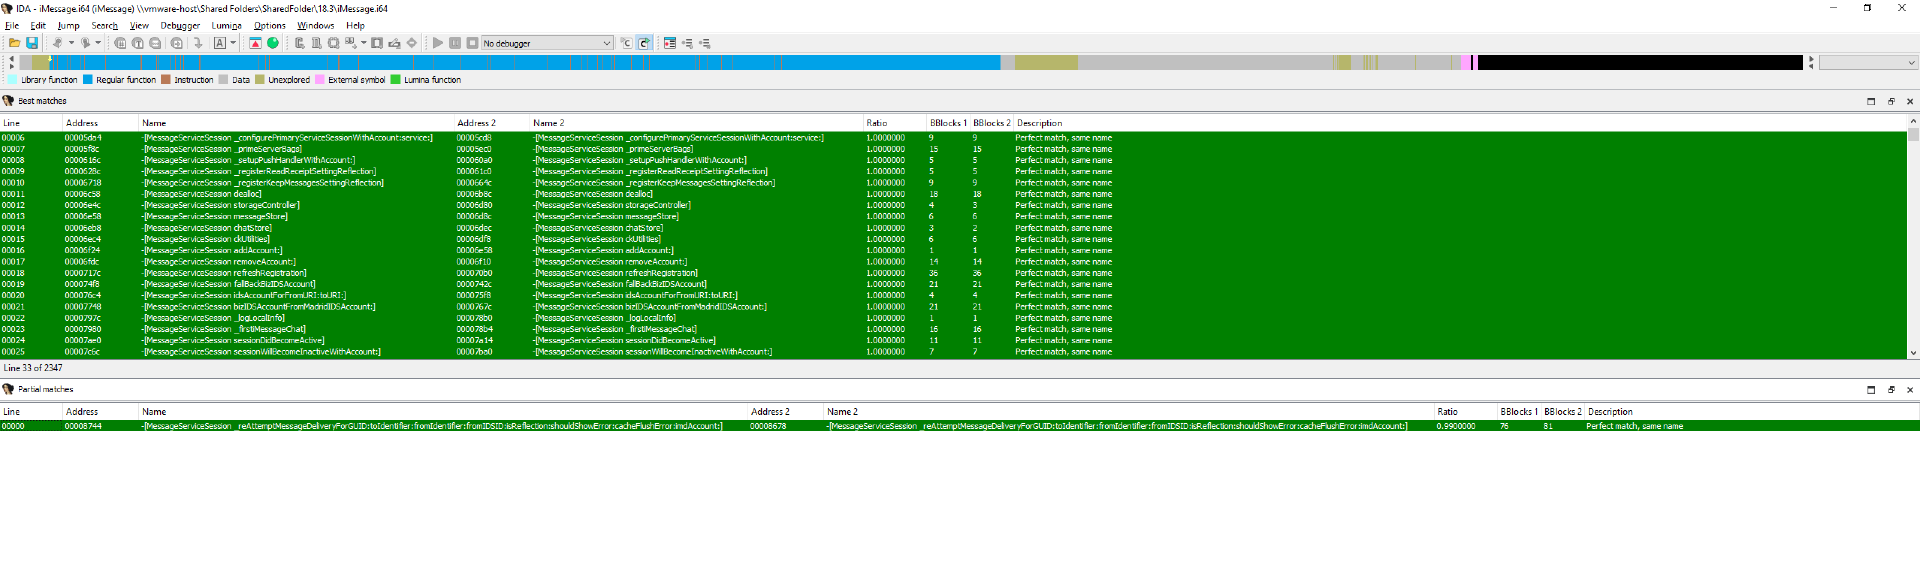 IDA - iMessage.i64 (iMessage) \\vmware-host\Shared Folders\SharedFolder\18.3\iMessage.i64
File Edit Jump Search View Debugger Lumina Options Windows Help
No debugger
Library function Regular function Instruction Data Unexplored External symbol Lumina function
Best matches
Line Address Name Address 2 Name 2 Ratio BBlocks 1 BBlocks 2 Description
00006 00005da4 -[MessageServiceSession _configurePrimaryServiceSessionWithAccount:service:] 00005cd8 -[MessageServiceSession _configurePrimaryServiceSessionWithAccount:service:] 1.0000000 9 9 Perfect match, same name
00007 00005f8c -[MessageServiceSession _primeServerBags] 00005ec0 -[MessageServiceSession _primeServerBags] 1.0000000 15 15 Perfect match, same name
00008 0000616c -[MessageServiceSession _setupPushHandlerWithAccount:] 000060a0 -[MessageServiceSession _setupPushHandlerWithAccount:] 1.0000000 5 5 Perfect match, same name
00009 0000628c -[MessageServiceSession _registerReadReceiptSettingReflection] 000061c0 -[MessageServiceSession _registerReadReceiptSettingReflection] 1.0000000 5 5 Perfect match, same name
00010 00006718 -[MessageServiceSession _registerKeepMessagesSettingReflection] 0000664c -[MessageServiceSession _registerKeepMessagesSettingReflection] 1.0000000 9 9 Perfect match, same name
00011 00006c58 -[MessageServiceSession dealloc] 00006b8c -[MessageServiceSession dealloc] 1.0000000 18 18 Perfect match, same name
00012 00006e4c -[MessageServiceSession storageController] 00006d80 -[MessageServiceSession storageController] 1.0000000 4 3 Perfect match, same name
00013 00006e58 -[MessageServiceSession messageStore] 00006d8c -[MessageServiceSession messageStore] 1.0000000 6 6 Perfect match, same name
00014 00006eb8 -[MessageServiceSession chatStore] 00006dec -[MessageServiceSession chatStore] 1.0000000 3 2 Perfect match, same name
00015 00006ec4 -[MessageServiceSession ckUtilities] 00006df8 -[MessageServiceSession ckUtilities] 1.0000000 6 6 Perfect match, same name
00016 00006f24 -[MessageServiceSession addAccount:] 00006e58 -[MessageServiceSession addAccount:] 1.0000000 1 1 Perfect match, same name
00017 00006fdc -[MessageServiceSession removeAccount:] 00006f10 -[MessageServiceSession removeAccount:] 1.0000000 14 14 Perfect match, same name
00018 0000717c -[MessageServiceSession refreshRegistration] 000070b0 -[MessageServiceSession refreshRegistration] 1.0000000 36 36 Perfect match, same name
00019 000074f8 -[MessageServiceSession fallBackBizIDSAccount] 0000742c -[MessageServiceSession fallBackBizIDSAccount] 1.0000000 21 21 Perfect match, same name
00020 000076c4 -[MessageServiceSession idsAccountForFromURI:toURI:] 000075f8 -[MessageServiceSession idsAccountForFromURI:toURI:] 1.0000000 4 4 Perfect match, same name
00021 00007748 -[MessageServiceSession bizIDSAccountFromMadridIDSAccount:] 0000767c -[MessageServiceSession bizIDSAccountFromMadridIDSAccount:] 1.0000000 21 21 Perfect match, same name
00022 0000797c -[MessageServiceSession _logLocalInfo] 000078b0 -[MessageServiceSession _logLocalInfo] 1.0000000 1 1 Perfect match, same name
00023 00007980 -[MessageServiceSession _firstiMessageChat] 000078b4 -[MessageServiceSession _firstiMessageChat] 1.0000000 16 16 Perfect match, same name
00024 00007ae0 -[MessageServiceSession sessionDidBecomeActive] 00007a14 -[MessageServiceSession sessionDidBecomeActive] 1.0000000 11 11 Perfect match, same name
00025 00007c6c -[MessageServiceSession sessionWillBecomeInactiveWithAccount:] 00007ba0 -[MessageServiceSession sessionWillBecomeInactiveWithAccount:] 1.0000000 7 7 Perfect match, same name
Line 33 of 2347
Partial matches
Line Address Name Address 2 Name 2 Ratio BBlocks 1 BBlocks 2 Description
00000 00008744 -[MessageServiceSession _reAttemptMessageDeliveryForGUID:toIdentifier:fromIdentifier:fromIDSID:isReflection:shouldShowError:cacheFlushError:imdAccount:] 00008678 -[MessageServiceSession _reAttemptMessageDeliveryForGUID:toIdentifier:fromIdentifier:fromIDSID:isReflection:shouldShowError:cacheFlushError:imdAccount:] 0.9900000 76 81 Perfect match, same name